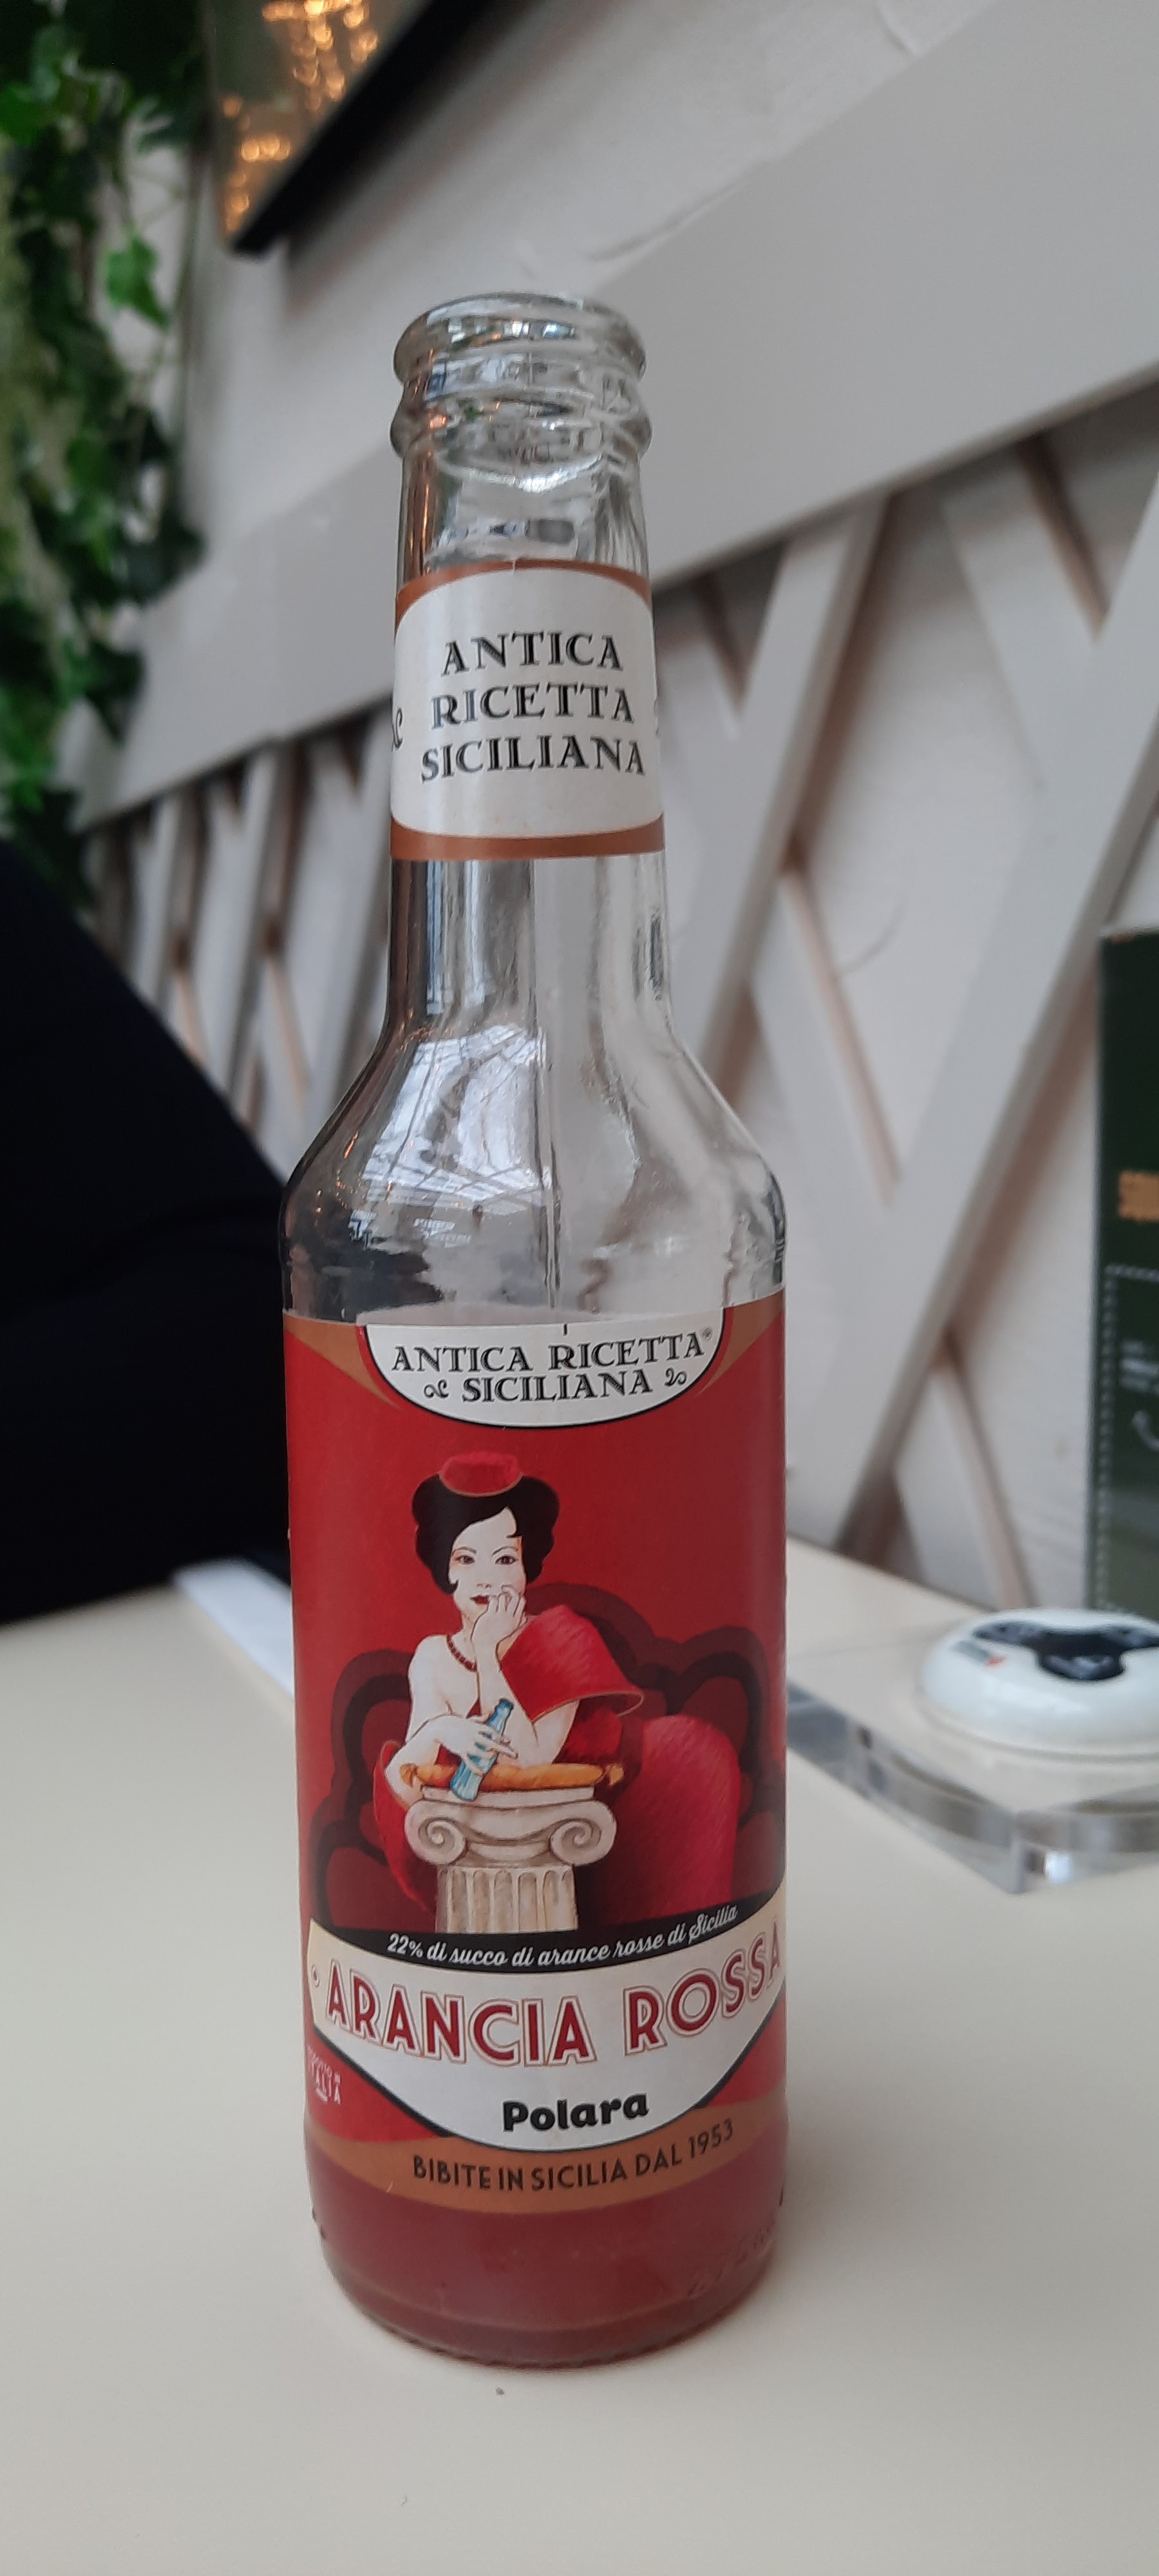 ANTICA
RICETTA
SICILIANA
ANTICA RICETTA®
SICILIANA
22% di succo di arance rosse di Sicilia
ARANCIA ROSSA
ITALIA
Polara
BIBITE IN SICILIA DAL 1953